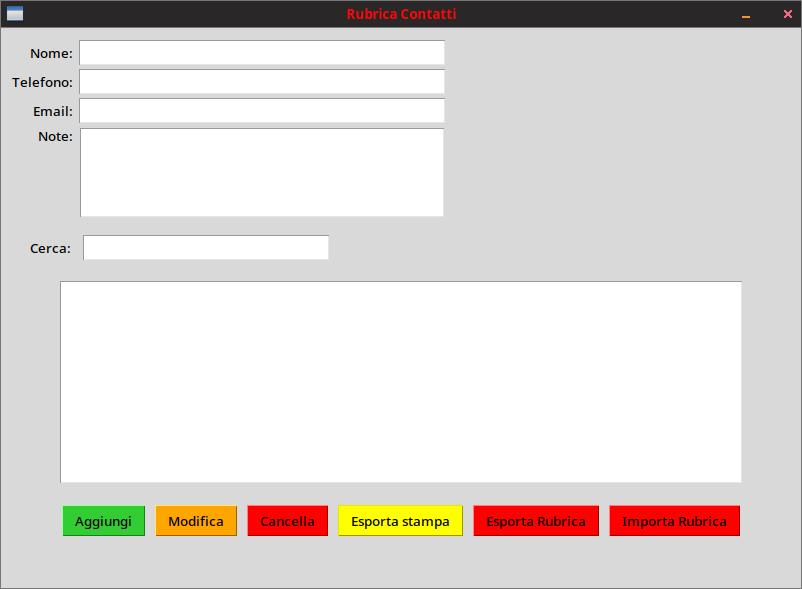 Rubrica Contatti
Nome:
Telefono:
Email:
Note:
Cerca:
Aggiungi Modifica Cancella Esporta stampa Esporta Rubrica Importa Rubrica